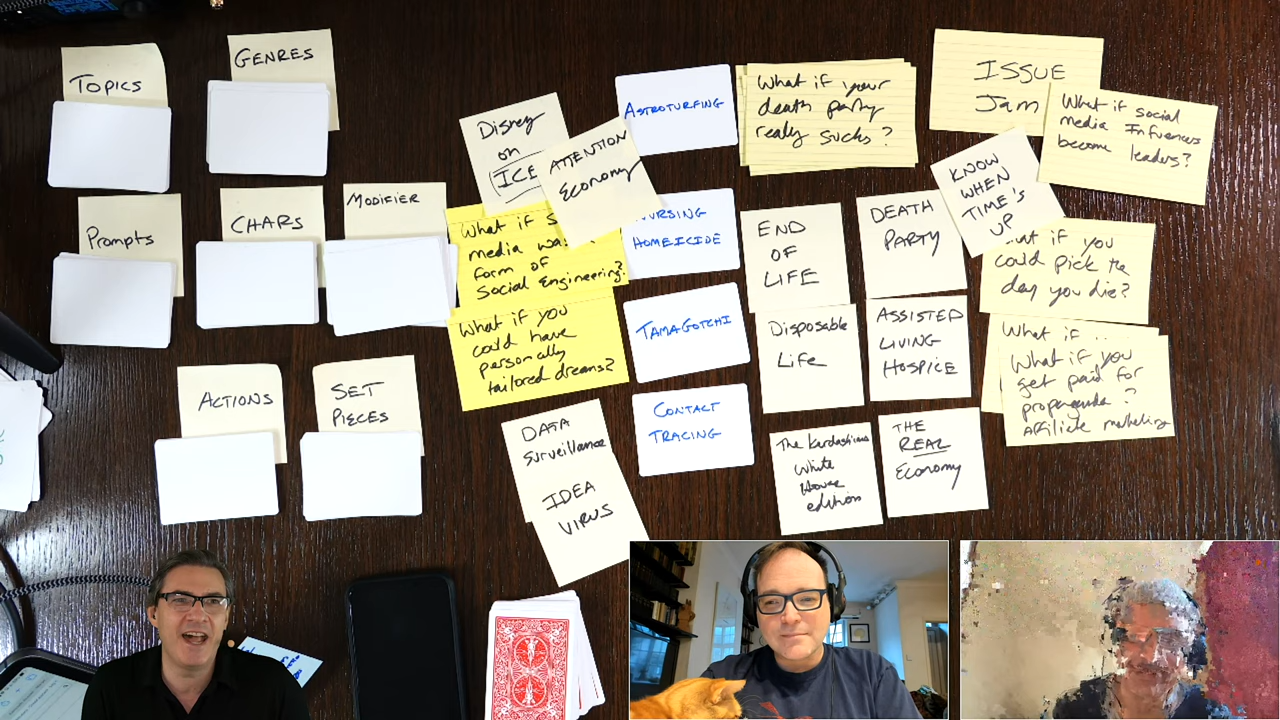 TOPICS
GENRES
Prompts
CHARS
MODIFIER
ACTIONS
SET
PIECES
Disney
on
ICE
ATTENTION
Economy
What if
media was
form of
Social Engineering?
What if you
could have
personally
tailored dreams?
DATA
Surveillance
IDEA
VIRUS
ASTROTURFING
NURSING
HOMEICIDE
TAMAGOTCHI
CONTACT
TRACING
What if your
death party
really sucks?
END
OF
LIFE
Disposable
Life
The Kardashians
White
House
edition
DEATH
PARTY
ASSISTED
LIVING
HOSPICE
THE
REAL
Economy
ISSUE
Jam
What if social
media Influencers
become leaders?
KNOW
WHEN
TIME'S
UP
What if you
could pick the
day you die?
What if
What if you
get paid for
propaganda?
Affiliate marketing